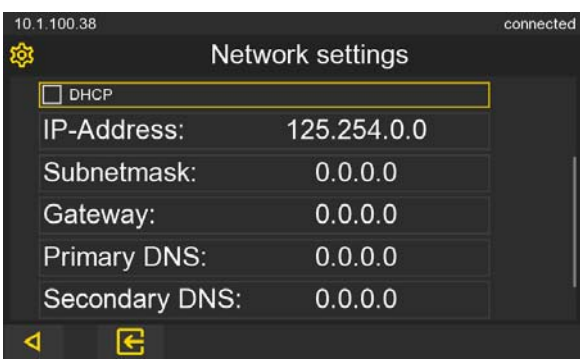 10.1.100.38 connected
Network settings
DHCP
IP-Address: 125.254.0.0
Subnetmask: 0.0.0.0
Gateway: 0.0.0.0
Primary DNS: 0.0.0.0
Secondary DNS: 0.0.0.0